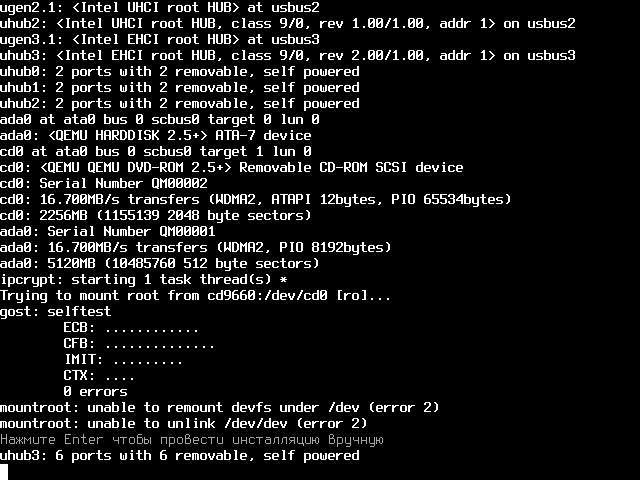 ugen2.1: <Intel UHCI root HUB> at usbus2
uhub2: <Intel UHCI root HUB, class 9/0, rev 1.00/1.00, addr 1> on usbus2
ugen3.1: <Intel EHCI root HUB> at usbus3
uhub3: <Intel EHCI root HUB, class 9/0, rev 2.00/1.00, addr 1> on usbus3
uhub0: 2 ports with 2 removable, self powered
uhub1: 2 ports with 2 removable, self powered
uhub2: 2 ports with 2 removable, self powered
ada0 at ata0 bus 0 scbus0 target 0 lun 0
ada0: <QEMU HARDDISK 2.5+> ATA-7 device
cd0 at ata0 bus 0 scbus0 target 1 lun 0
cd0: <QEMU QEMU DVD-ROM 2.5+> Removable CD-ROM SCSI device
cd0: Serial Number QM00002
cd0: 16.700MB/s transfers (WDMA2, ATAPI 12bytes, PIO 65534bytes)
cd0: 2256MB (1155139 2048 byte sectors)
ada0: Serial Number QM00001
ada0: 16.700MB/s transfers (WDMA2, PIO 8192bytes)
ada0: 5120MB (10485760 512 byte sectors)
ipcrypt: starting 1 task thread(s) *
Trying to mount root from cd9660:/dev/cd0 [ro]...
gost: selftest
ECB: ............
CFB: ..............
IMIT: .........
CTX: ....
0 errors
mountroot: unable to remount devfs under /dev (error 2)
mountroot: unable to unlink /dev/dev (error 2)
Нажмите Enter чтобы провести инсталляцию Вручную
uhub3: 6 ports with 6 removable, self powered